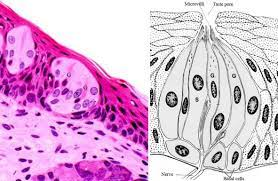 Microvilli
Taste pore
G
G
S
Nerve
Basal cells